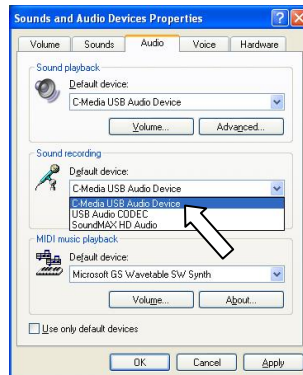 Sounds and Audio Devices Properties
Volume Sounds Audio Voice Hardware
Sound playback
Default device:
C-Media USB Audio Device
Volume... Advanced...
Sound recording
Default device:
C-Media USB Audio Device
C-Media USB Audio Device
USB Audio CODEC
SoundMAX HD Audio
MIDI music playback
Default device:
Microsoft GS Wavetable SW Synth
Volume... About...
Use only default devices
OK Cancel Apply